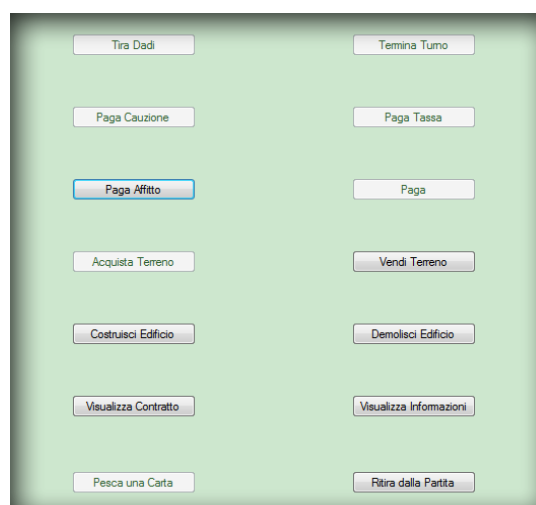 Tira Dadi
Termina Turno
Paga Cauzione
Paga Tassa
Paga Affitto
Paga
Acquista Terreno
Vendi Terreno
Costruisci Edificio
Demolisci Edificio
Visualizza Contratto
Visualizza Informazioni
Pesca una Carta
Ritira dalla Partita